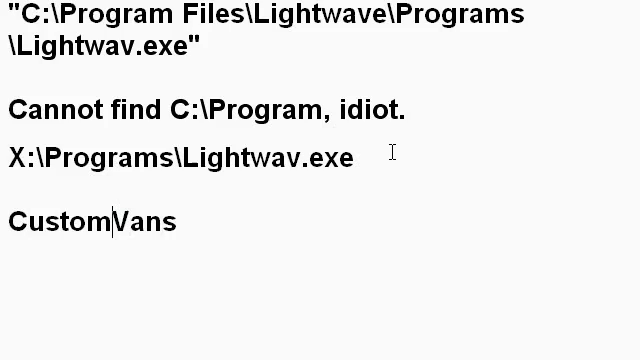 "C:\Program Files\Lightwave\Programs
\Lightwav.exe"
Cannot find C:\Program, idiot.
X:\Programs\Lightwav.exe
CustomVans